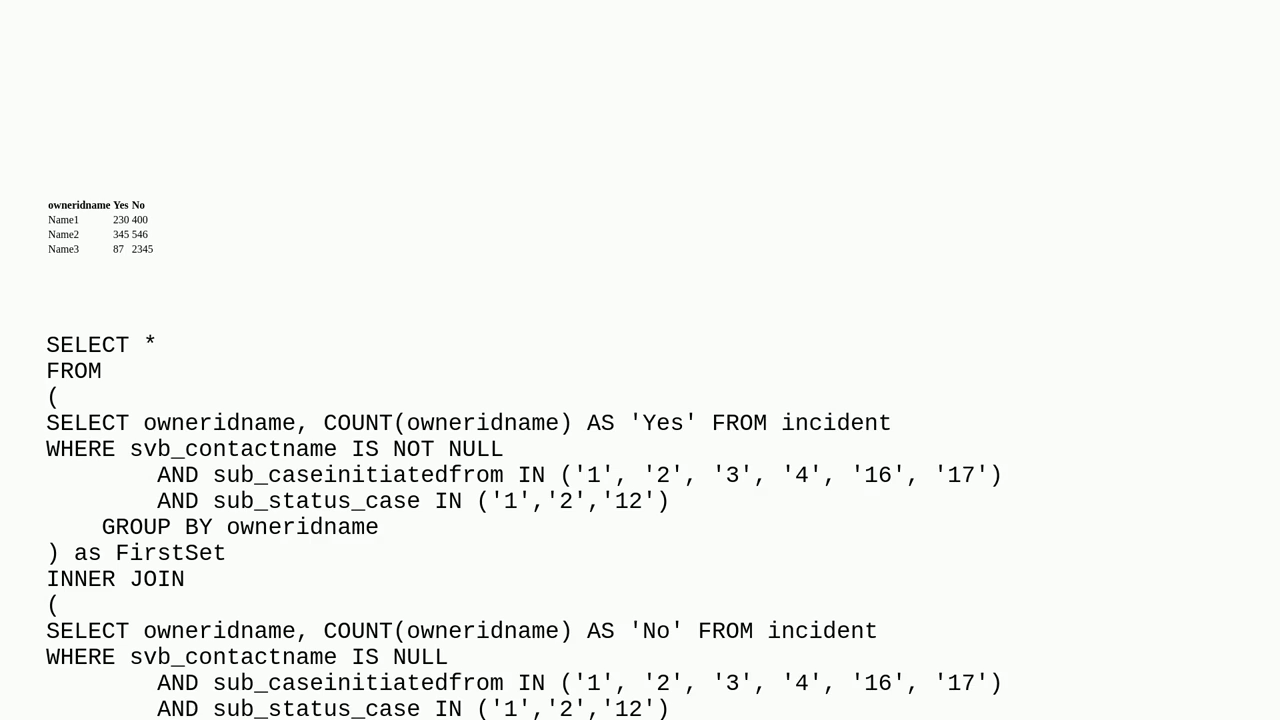 owneridname Yes No
Name1 230 400
Name2 345 546
Name3 87 2345
SELECT *
FROM
(
SELECT owneridname, COUNT(owneridname) AS 'Yes' FROM incident
WHERE svb_contactname IS NOT NULL
        AND sub_caseinitiatedfrom IN ('1', '2', '3', '4', '16', '17')
        AND sub_status_case IN ('1','2','12')
    GROUP BY owneridname
) as FirstSet
INNER JOIN
(
SELECT owneridname, COUNT(owneridname) AS 'No' FROM incident
WHERE svb_contactname IS NULL
        AND sub_caseinitiatedfrom IN ('1', '2', '3', '4', '16', '17')
        AND sub_status_case IN ('1','2','12')